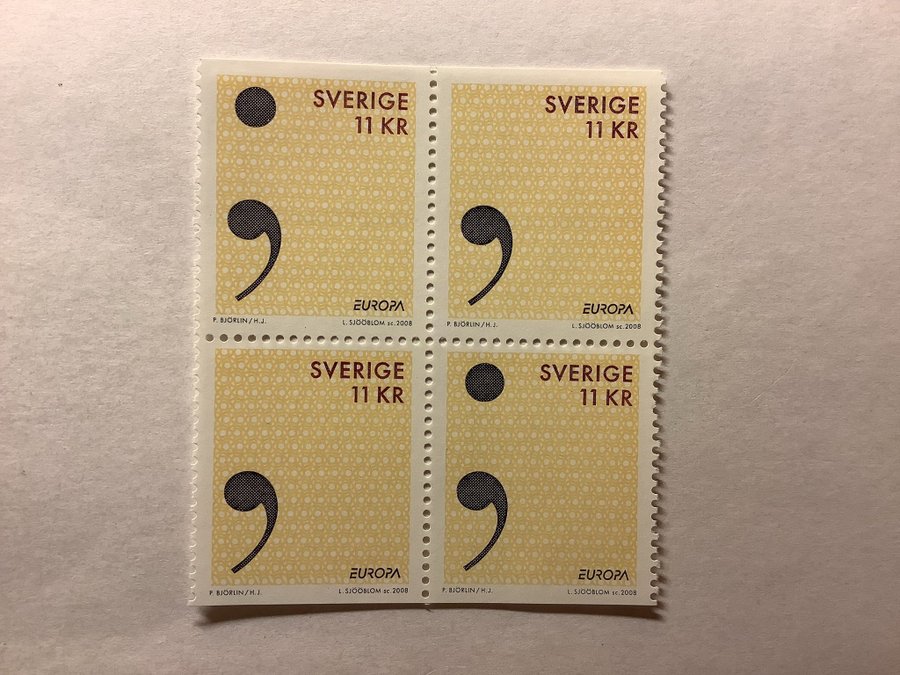 SVERIGE
11 KR
;
EUROPA
P. BJÖRLIN/H.J. L. SJÖÖBLOM sc. 2008
SVERIGE
11 KR
,
EUROPA
P. BJÖRLIN/H.J. L. SJÖÖBLOM sc. 2008
SVERIGE
11 KR
,
EUROPA
P. BJÖRLIN/H.J. L. SJÖÖBLOM sc. 2008
SVERIGE
11 KR
;
EUROPA
P. BJÖRLIN/H.J. L. SJÖÖBLOM sc. 2008